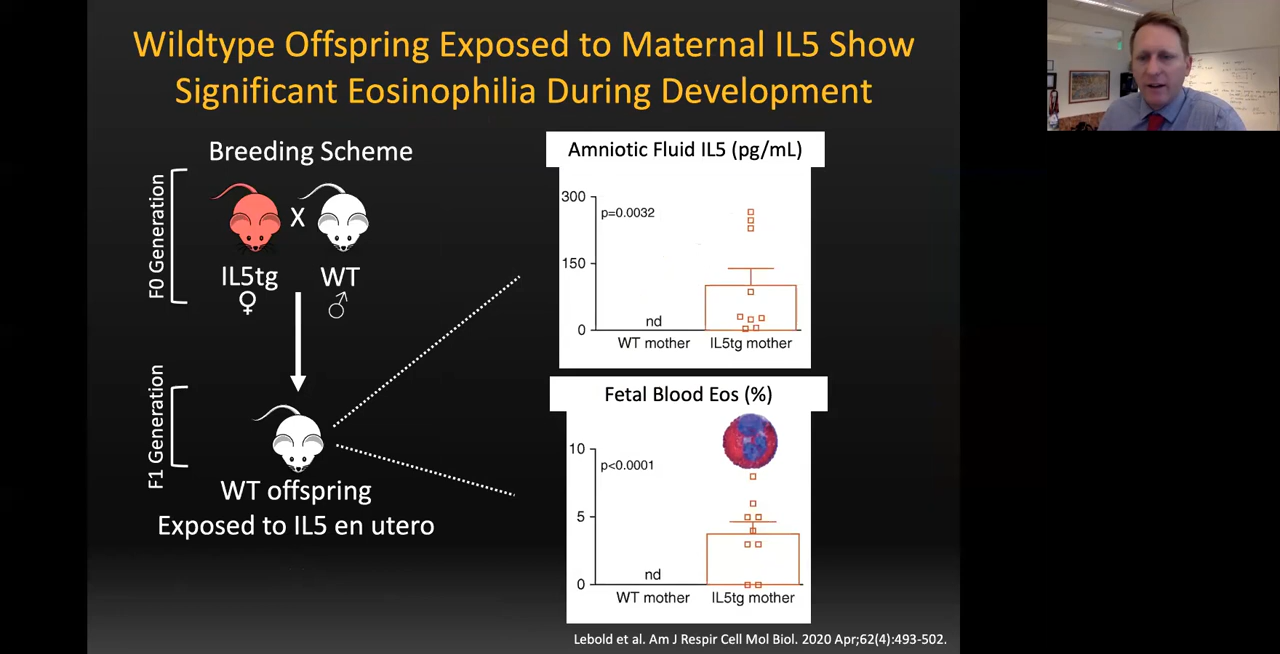 Wildtype Offspring Exposed to Maternal IL5 Show
Significant Eosinophilia During Development
Breeding Scheme
F0 Generation
X
IL5tg
WT
♀
♂
F1 Generation
WT offspring
Exposed to IL5 en utero
Amniotic Fluid IL5 (pg/mL)
300
p=0.0032
150
nd
0
WT mother
IL5tg mother
Fetal Blood Eos (%)
10
p<0.0001
5
nd
0
WT mother
IL5tg mother
Lebold et al. Am J Respir Cell Mol Biol. 2020 Apr;62(4):493-502.